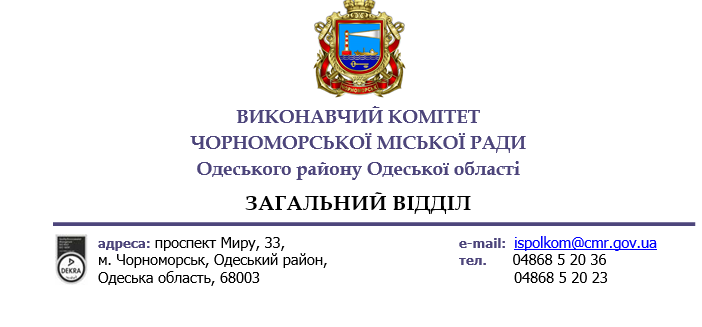 ЧОРНОМОРСЬК
ВИКОНАВЧИЙ КОМІТЕТ
ЧОРНОМОРСЬКОЇ МІСЬКОЇ РАДИ
Одеського району Одеської області
ЗАГАЛЬНИЙ ВІДДІЛ
адреса: проспект Миру, 33,
м. Чорноморськ, Одеський район,
Одеська область, 68003
DEKRA
e-mail: ispolkom@cmr.gov.ua
тел. 04868 5 20 36
04868 5 20 23